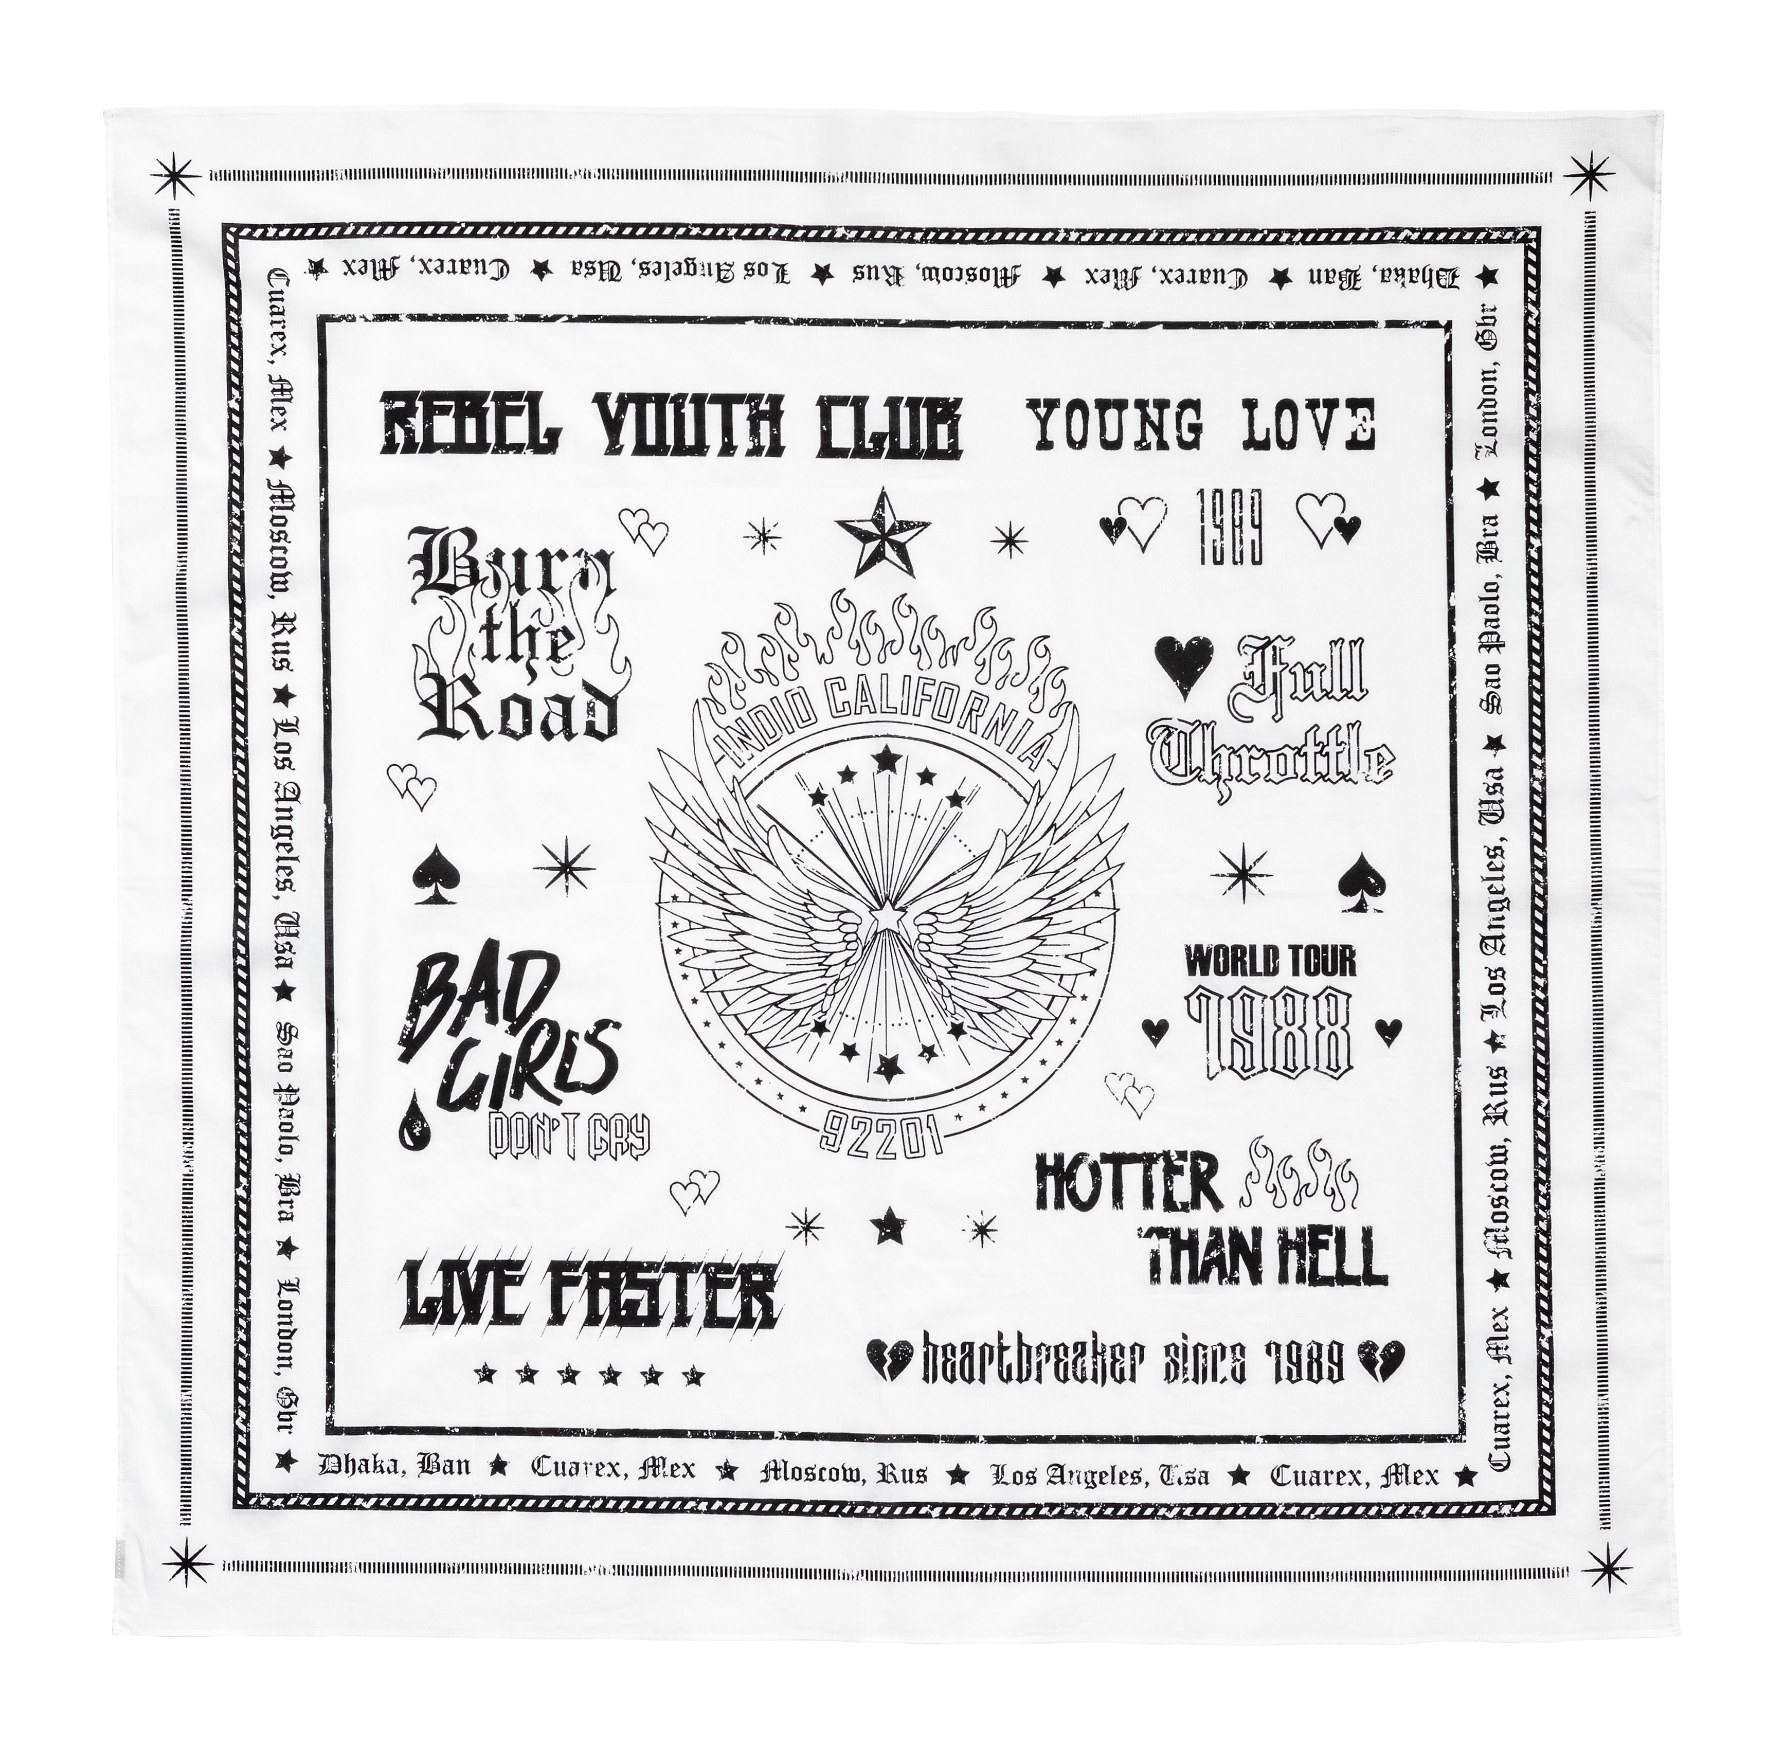 Dhaka, Ban ★ Cuarex, Mex ★ Moscow, Rus ★ Los Angeles, Usa ★ Cuarex, Mex ★
REBEL YOUTH CLUB
YOUNG LOVE
1989
Burn
the
Road
INDIO CALIFORNIA
92201
Full
Throttle
BAD
GIRLS
DON'T CRY
WORLD TOUR
1988
HOTTER
THAN HELL
LIVE FASTER
heartbreaker since 1989
Cuarex, Mex ★ Moscow, Rus ★ Los Angeles, Usa ★ Sao Paolo, Bra ★ London, Gbr ★
Cuarex, Mex ★ Moscow, Rus ★ Los Angeles, Usa ★ Sao Paolo, Bra ★ London, Gbr ★
Dhaka, Ban ★ Cuarex, Mex ★ Moscow, Rus ★ Los Angeles, Usa ★ Cuarex, Mex ★